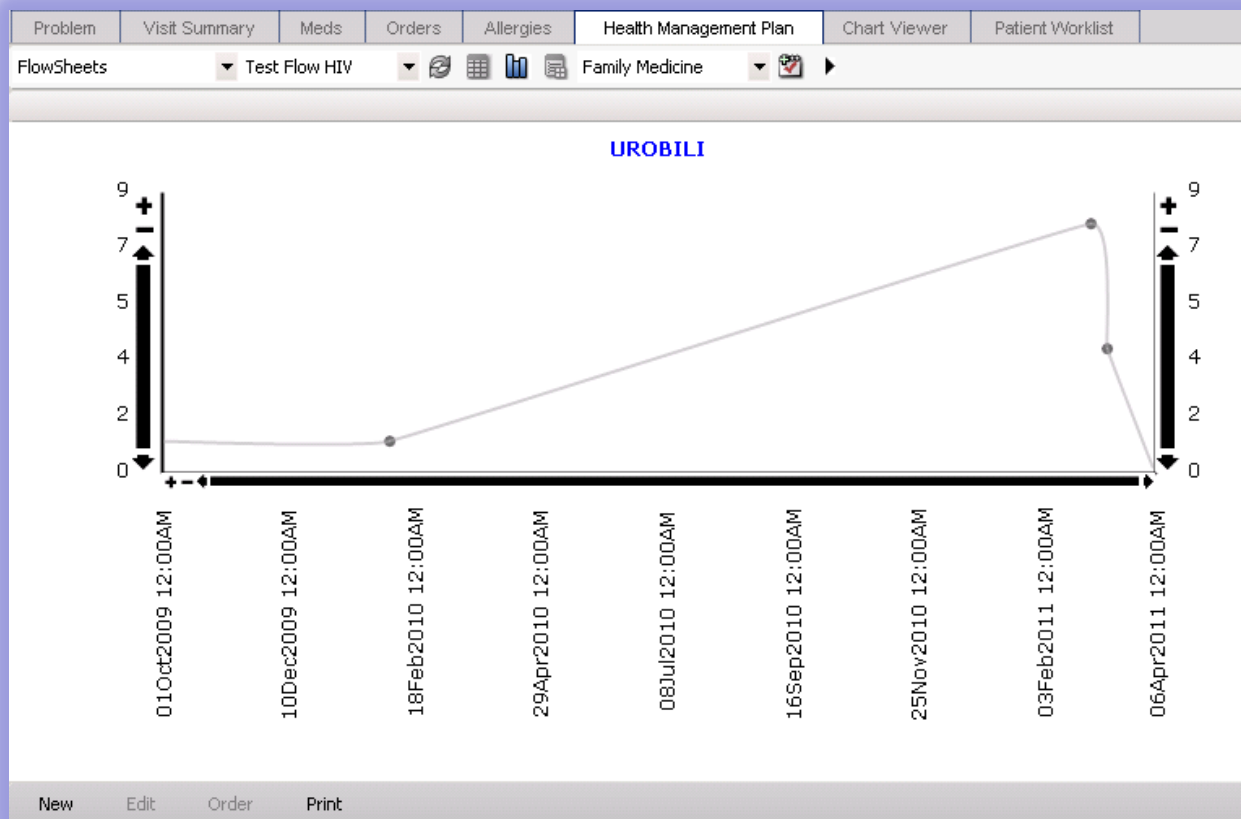 Problem Visit Summary Meds Orders Allergies Health Management Plan Chart Viewer Patient Worklist
FlowSheets Test Flow HIV Family Medicine
UROBILI
9 + + 9
7 − − 7
5 5
4 4
2 2
0 0
+ −
01Oct2009 12:00AM
10Dec2009 12:00AM
18Feb2010 12:00AM
29Apr2010 12:00AM
08Jul2010 12:00AM
16Sep2010 12:00AM
25Nov2010 12:00AM
03Feb2011 12:00AM
06Apr2011 12:00AM
New Edit Order Print